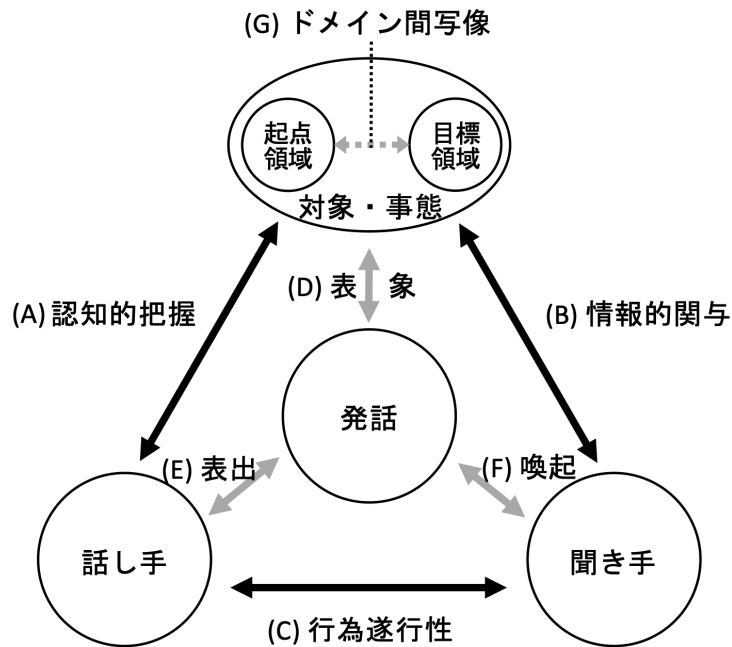 (G) ドメイン間写像
起点
領域
目標
領域
対象・事態
(D) 表 象
(A) 認知的把握
(B) 情報的関与
発話
(E) 表出
(F) 喚起
話し手
聞き手
(C) 行為遂行性